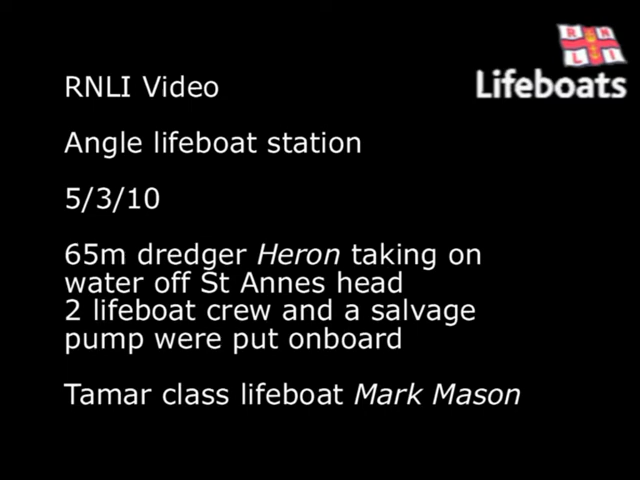 R N
L I
Lifeboats
RNLI Video
Angle lifeboat station
5/3/10
65m dredger Heron taking on
water off St Annes head
2 lifeboat crew and a salvage
pump were put onboard
Tamar class lifeboat Mark Mason